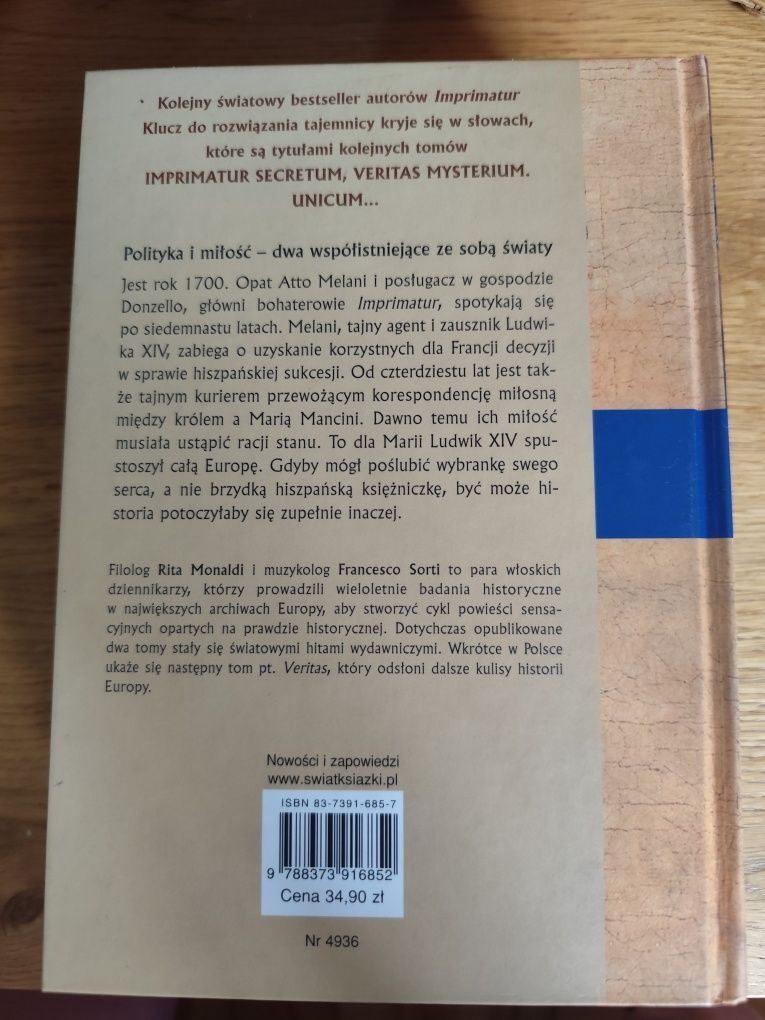 Kolejny światowy bestseller autorów Imprimatur
Klucz do rozwiązania tajemnicy kryje się w słowach,
które są tytułami kolejnych tomów
IMPRIMATUR SECRETUM, VERITAS MYSTERIUM.
UNICUM...
Polityka i miłość – dwa współistniejące ze sobą światy
Jest rok 1700. Opat Atto Melani i posługacz w gospodzie
Donzello, główni bohaterowie Imprimatur, spotykają się
po siedemnastu latach. Melani, tajny agent i zausznik Ludwi-
ka XIV, zabiega o uzyskanie korzystnych dla Francji decyzji
w sprawie hiszpańskiej sukcesji. Od czterdziestu lat jest tak-
że tajnym kurierem przewożącym korespondencję miłosną
między królem a Marią Mancini. Dawno temu ich miłość
musiała ustąpić racji stanu. To dla Marii Ludwik XIV spu-
stoszył całą Europę. Gdyby mógł poślubić wybrankę swego
serca, a nie brzydką hiszpańską księżniczkę, być może hi-
storia potoczyłaby się zupełnie inaczej.
Filolog Rita Monaldi i muzykolog Francesco Sorti to para włoskich
dziennikarzy, którzy prowadzili wieloletnie badania historyczne
w największych archiwach Europy, aby stworzyć cykl powieści sensa-
cyjnych opartych na prawdzie historycznej. Dotychczas opublikowane
dwa tomy stały się światowymi hitami wydawniczymi. Wkrótce w Polsce
ukaże się następny tom pt. Veritas, który odsłoni dalsze kulisy historii
Europy.
Nowości i zapowiedzi
www.swiatksiazki.pl
ISBN 83-7391-685-7
9 788373 916852
Cena 34,90 zł
Nr 4936